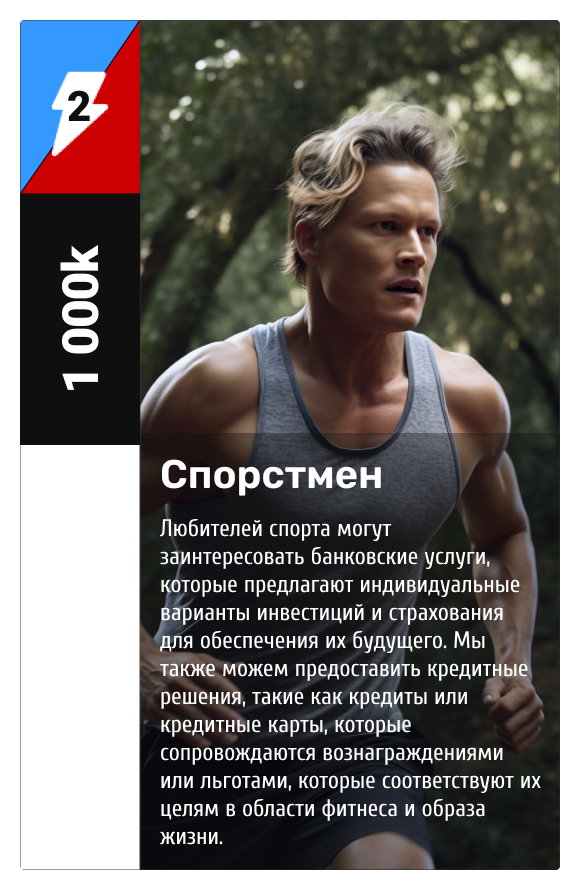 2
1 000k
Спорстмен
Любителей спорта могут
заинтересовать банковские услуги,
которые предлагают индивидуальные
варианты инвестиций и страхования
для обеспечения их будущего. Мы
также можем предоставить кредитные
решения, такие как кредиты или
кредитные карты, которые
сопровождаются вознаграждениями
или льготами, которые соответствуют их
целям в области фитнеса и образа
жизни.